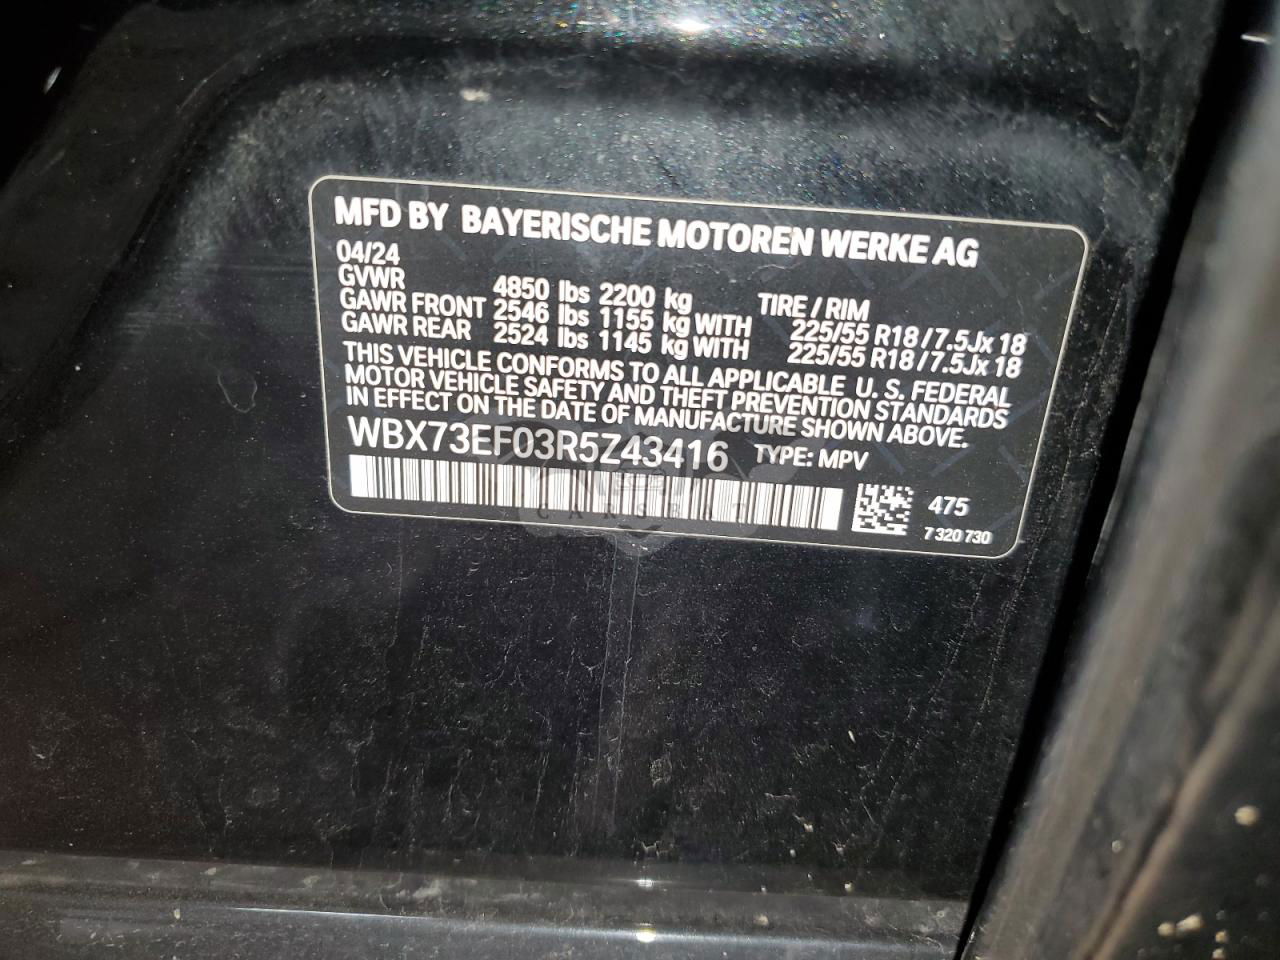 MFD BY BAYERISCHE MOTOREN WERKE AG
04/24
GVWR 4850 lbs 2200 kg TIRE / RIM
GAWR FRONT 2546 lbs 1155 kg WITH 225/55 R18 / 7.5Jx 18
GAWR REAR 2524 lbs 1145 kg WITH 225/55 R18 / 7.5Jx 18
THIS VEHICLE CONFORMS TO ALL APPLICABLE U. S. FEDERAL
MOTOR VEHICLE SAFETY AND THEFT PREVENTION STANDARDS
IN EFFECT ON THE DATE OF MANUFACTURE SHOWN ABOVE.
WBX73EF03R5Z43416 TYPE: MPV
475
7 320 730
CARSBAT